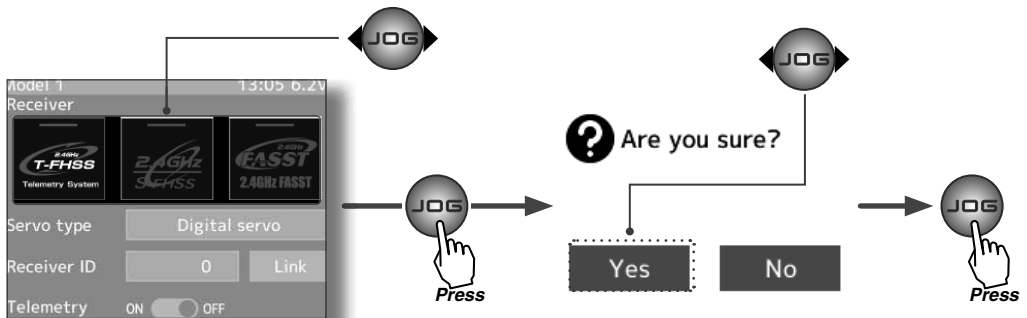 JOG
JOG
Model 1 13:05 6.2V
Receiver
2.4GHz
T-FHSS
Telemetry System
2.4GHz
S-FHSS
2.4GHz
FASST
2.4GHz FASST
? Are you sure?
JOG
JOG
Servo type Digital servo
Receiver ID 0 Link
Yes No
Press
Press
Telemetry ON OFF